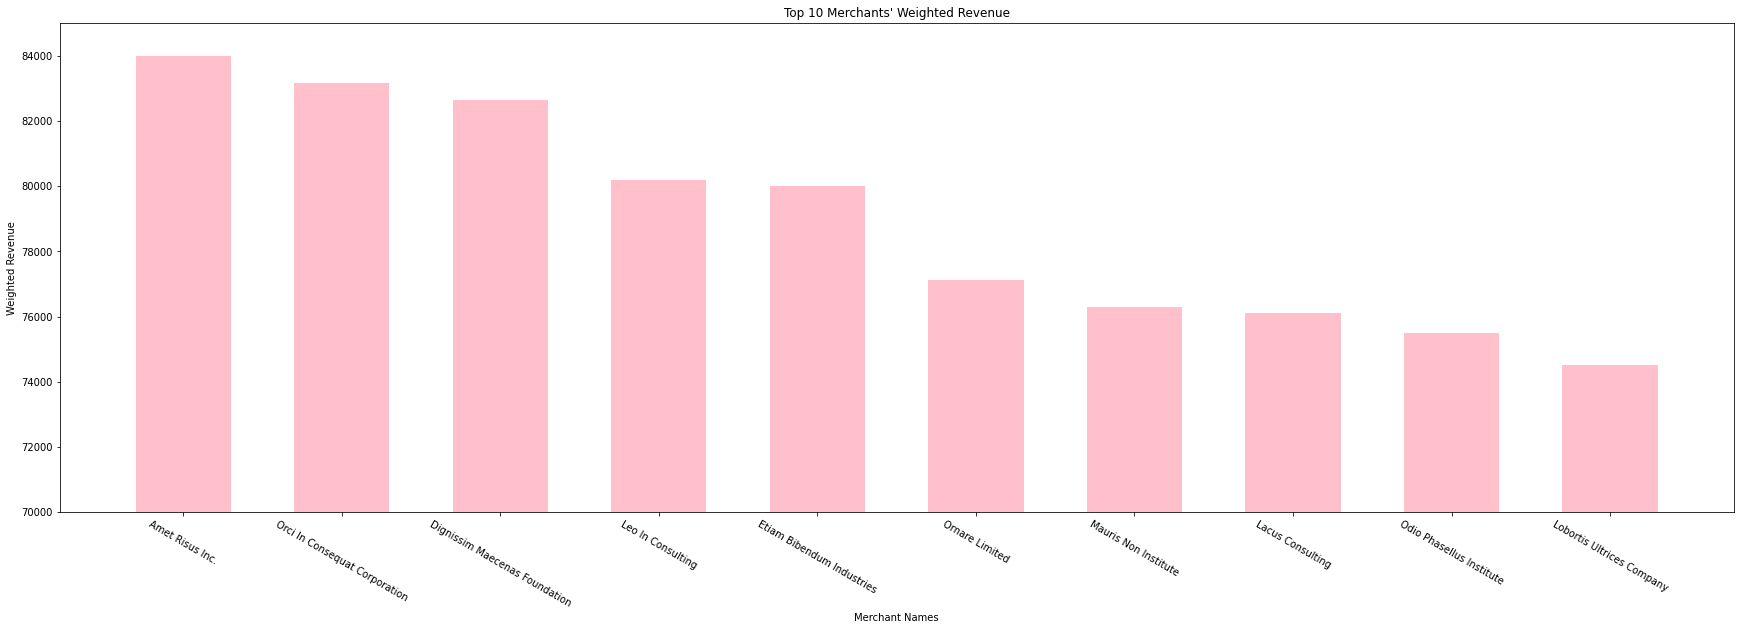 Top 10 Merchants' Weighted Revenue
84000
82000
80000
78000
76000
74000
72000
70000
Weighted Revenue
Amet Risus Inc.
Orci In Consequat Corporation
Dignissim Maecenas Foundation
Leo In Consulting
Etiam Bibendum Industries
Ornare Limited
Mauris Non Institute
Lacus Consulting
Odio Phasellus Institute
Lobortis Ultrices Company
Merchant Names